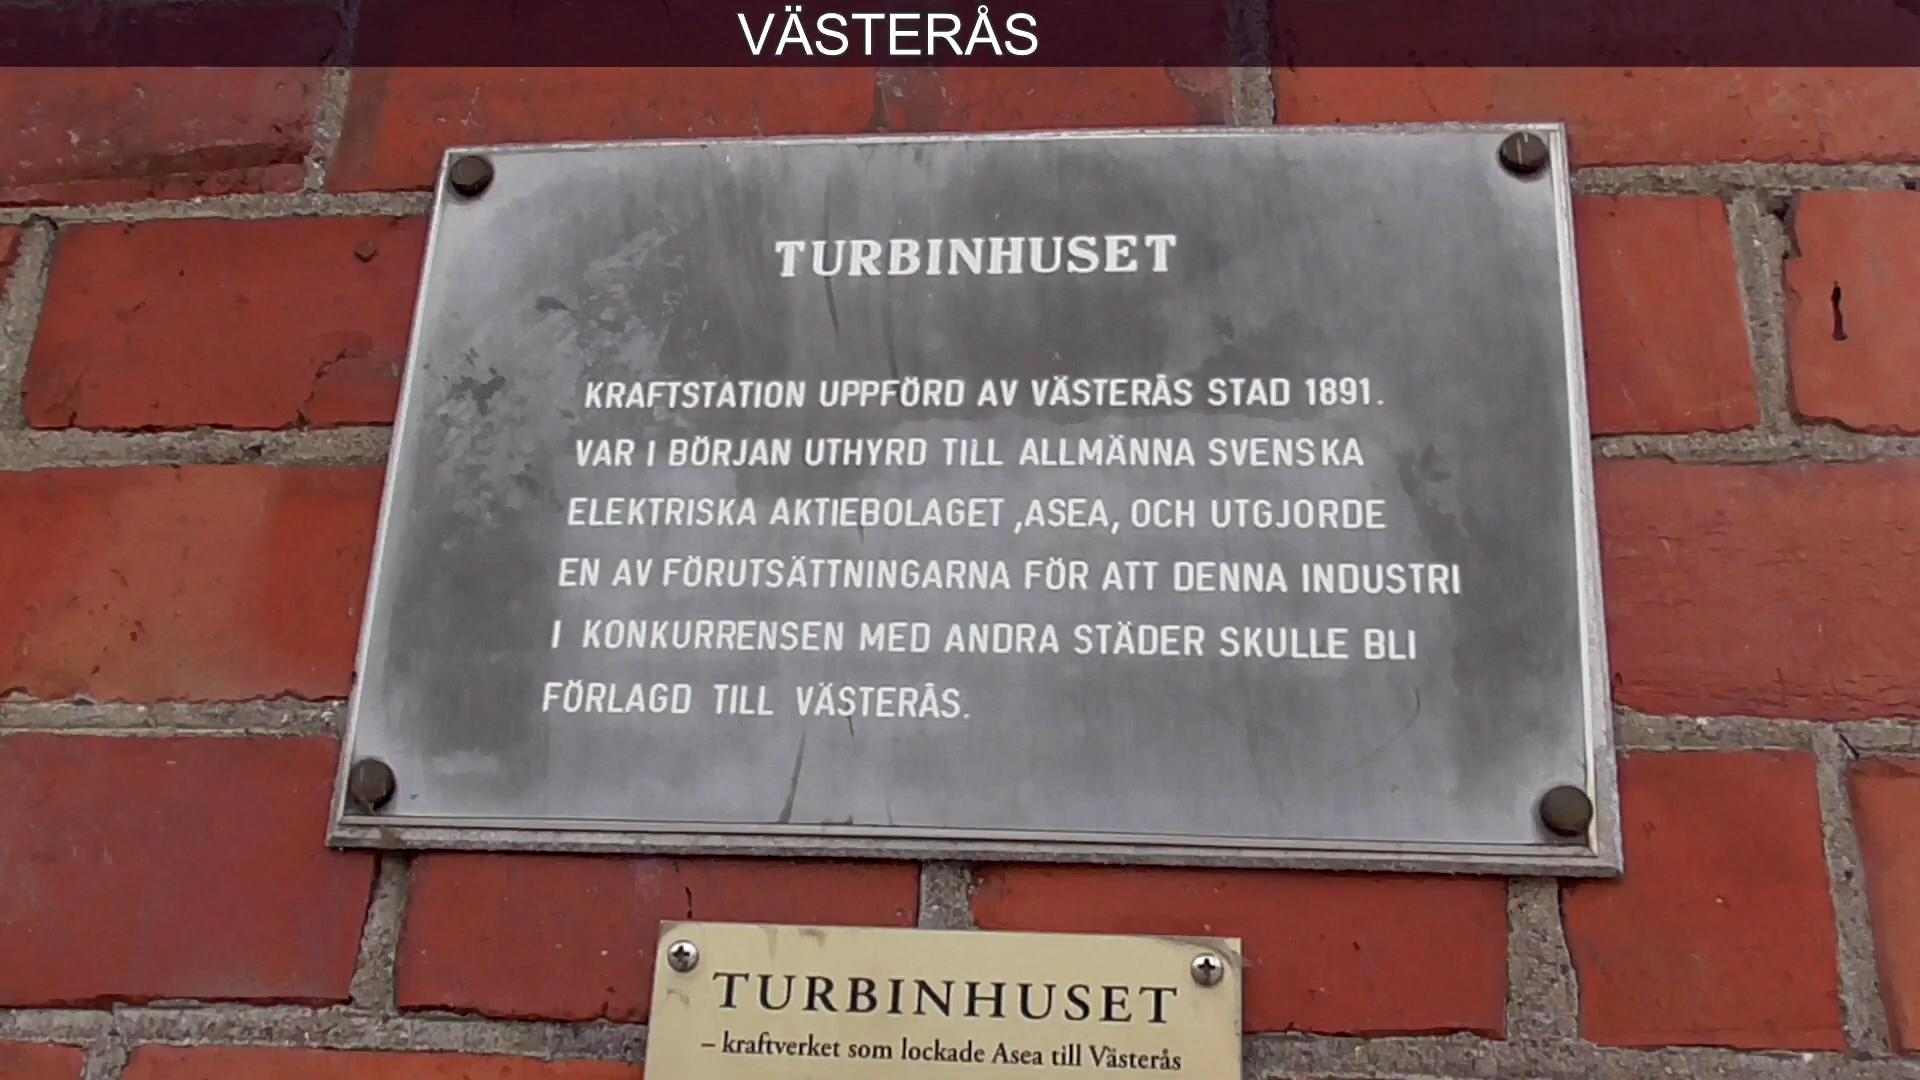 VÄSTERÅS
TURBINHUSET
KRAFTSTATION UPPFÖRD AV VÄSTERÅS STAD 1891.
VAR I BÖRJAN UTHYRD TILL ALLMÄNNA SVENSKA
ELEKTRISKA AKTIEBOLAGET ,ASEA, OCH UTGJORDE
EN AV FÖRUTSÄTTNINGARNA FÖR ATT DENNA INDUSTRI
I KONKURRENSEN MED ANDRA STÄDER SKULLE BLI
FÖRLAGD TILL VÄSTERÅS.
TURBINHUSET
– kraftverket som lockade Asea till Västerås